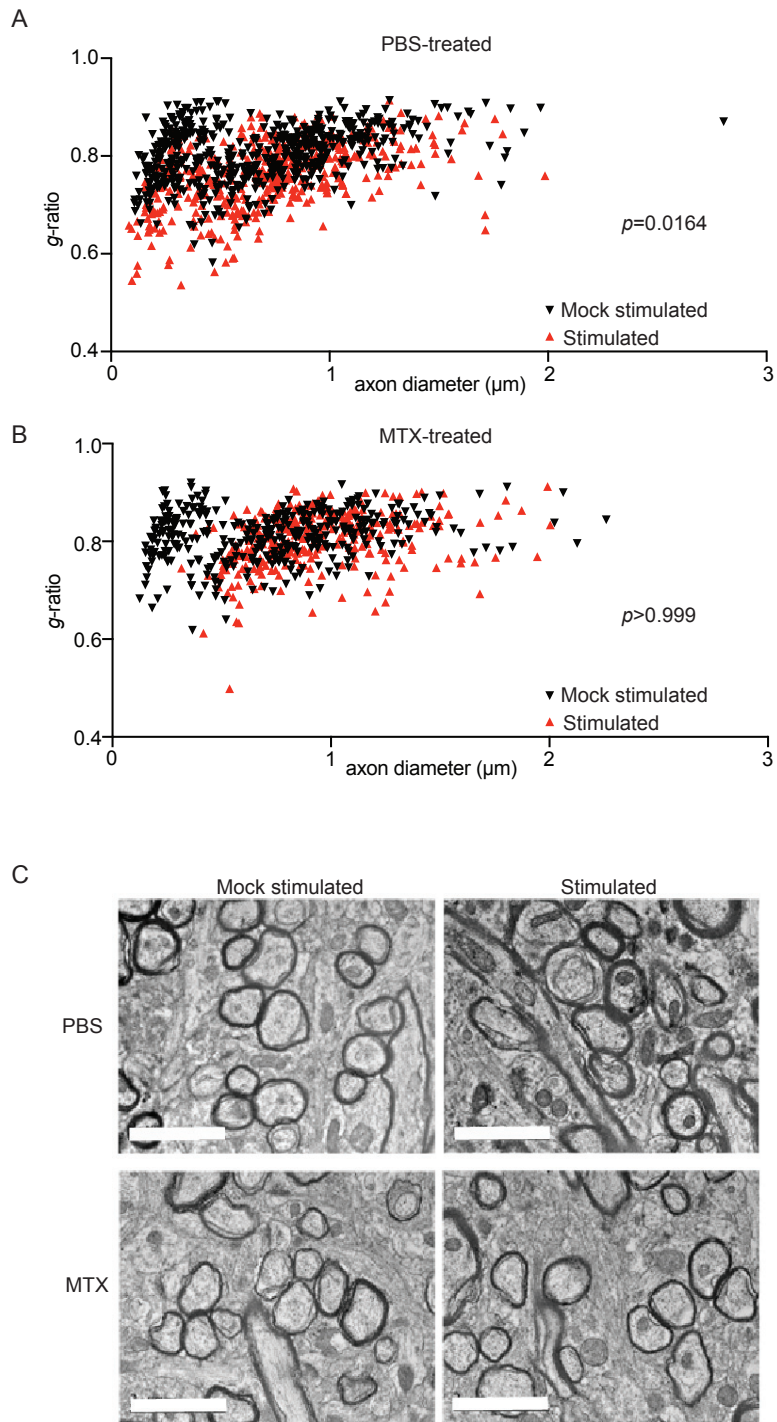 A
PBS-treated
1.0
0.8
g-ratio
0.6
0.4
p=0.0164
Mock stimulated
Stimulated
0
1
2
3
axon diameter (µm)
B
MTX-treated
1.0
0.8
g-ratio
0.6
0.4
p>0.999
Mock stimulated
Stimulated
0
1
2
3
axon diameter (µm)
C
Mock stimulated
Stimulated
PBS
MTX